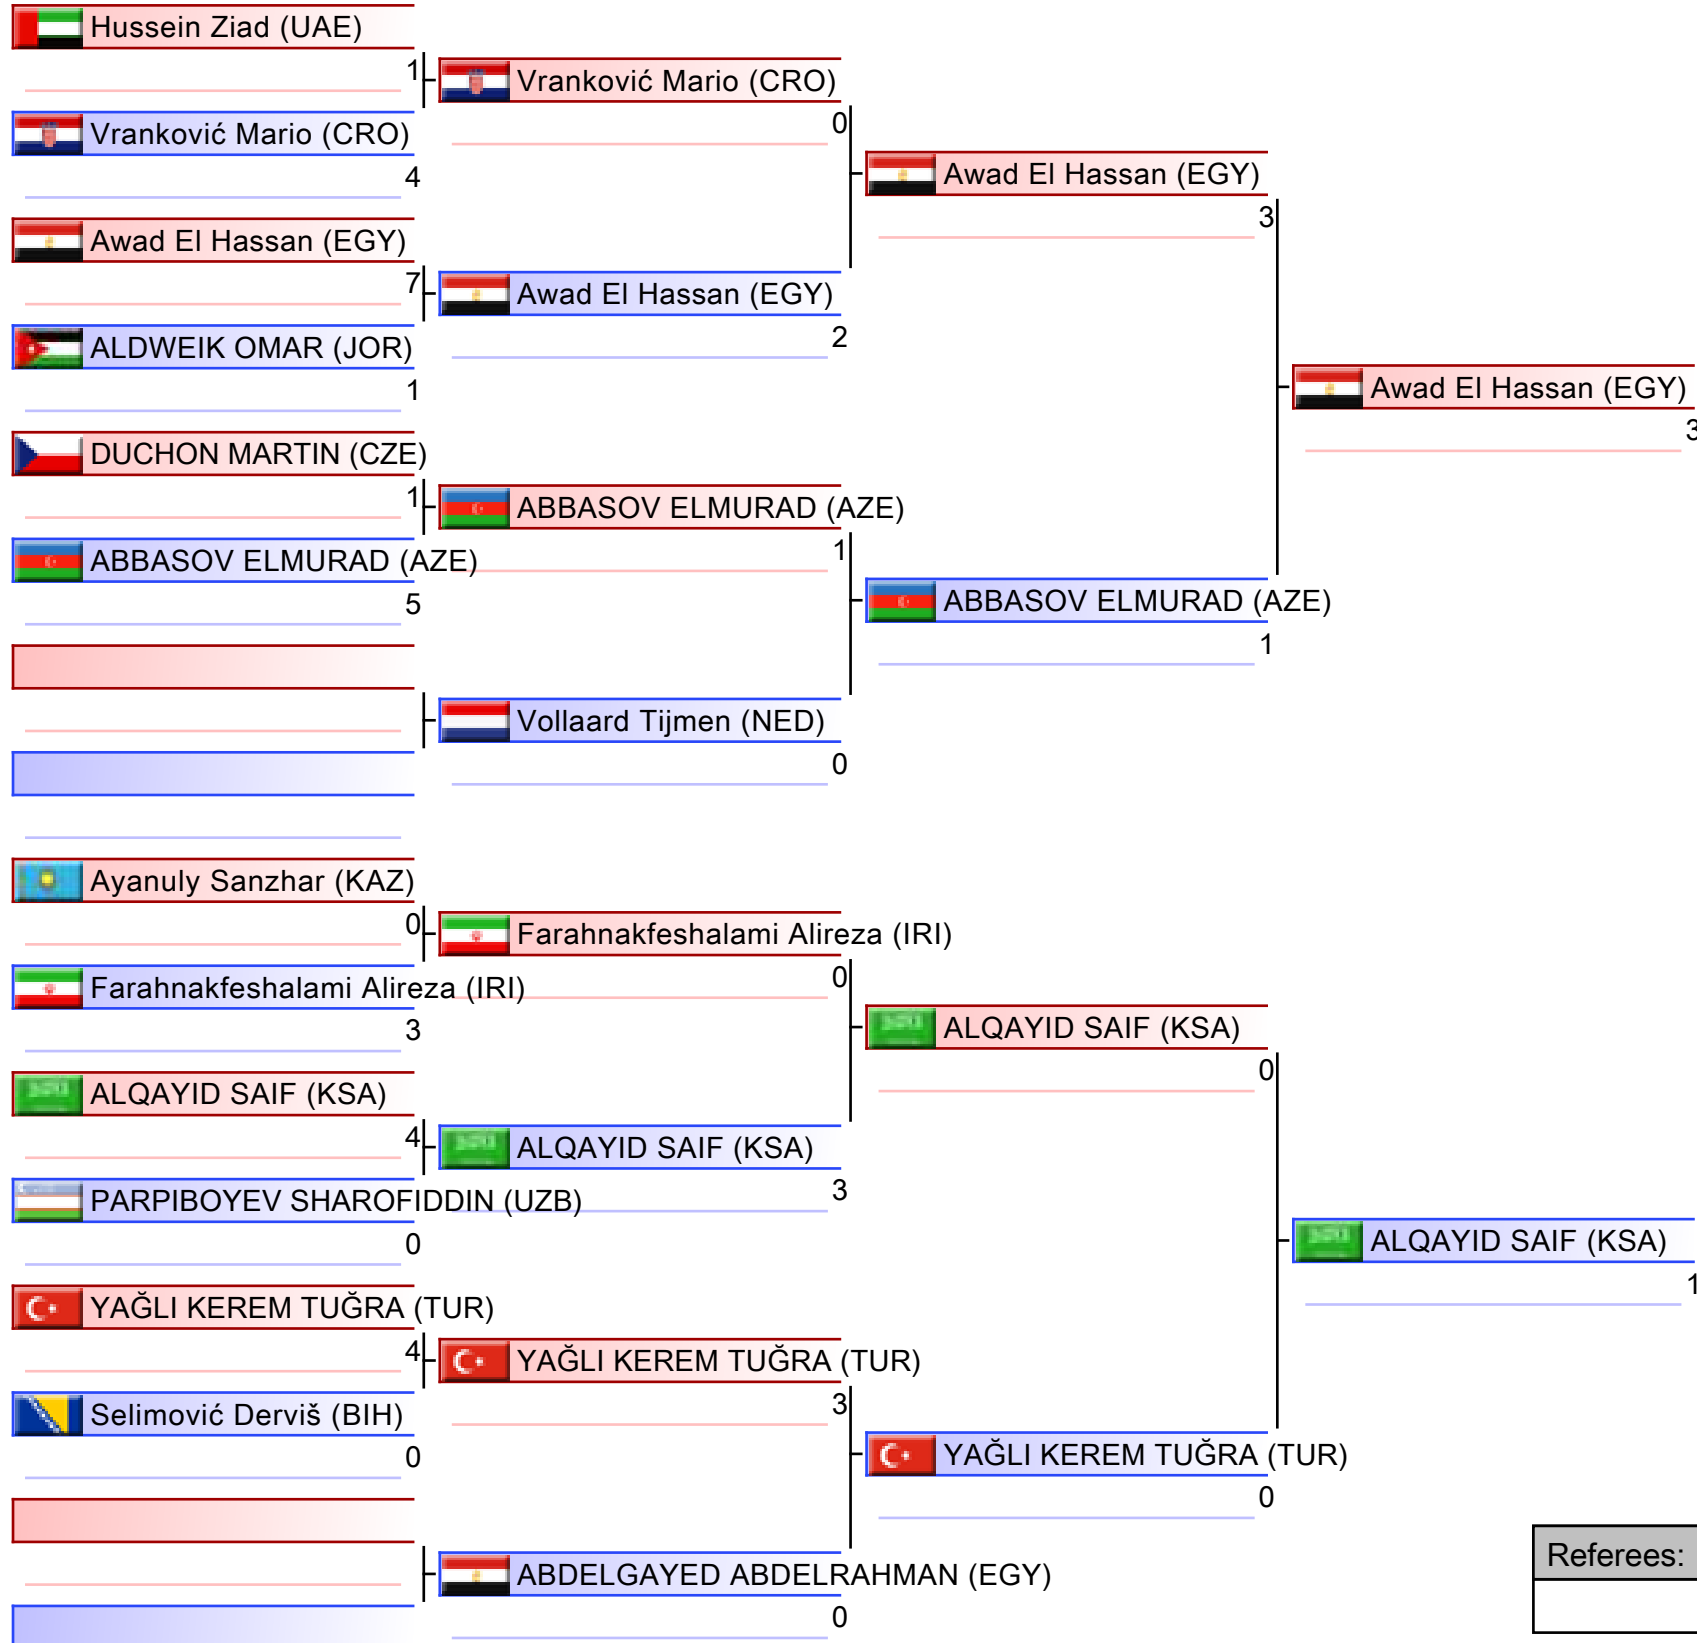 Hussein Ziad (UAE)
1
Vranković Mario (CRO)
4
Awad El Hassan (EGY)
7
ALDWEIK OMAR (JOR)
1
DUCHON MARTIN (CZE)
1
ABBASOV ELMURAD (AZE)
5
Ayanuly Sanzhar (KAZ)
0
Farahnakfeshalami Alireza (IRI)
3
ALQAYID SAIF (KSA)
4
PARPIBOYEV SHAROFIDDIN (UZB)
0
YAĞLI KEREM TUĞRA (TUR)
4
Selimović Derviš (BIH)
0
Vranković Mario (CRO)
0
Awad El Hassan (EGY)
2
ABBASOV ELMURAD (AZE)
1
Vollaard Tijmen (NED)
0
Farahnakfeshalami Alireza (IRI)
0
ALQAYID SAIF (KSA)
3
YAĞLI KEREM TUĞRA (TUR)
3
ABDELGAYED ABDELRAHMAN (EGY)
0
Awad El Hassan (EGY)
3
ABBASOV ELMURAD (AZE)
1
ALQAYID SAIF (KSA)
0
YAĞLI KEREM TUĞRA (TUR)
0
Awad El Hassan (EGY)
3
ALQAYID SAIF (KSA)
1
Referees: